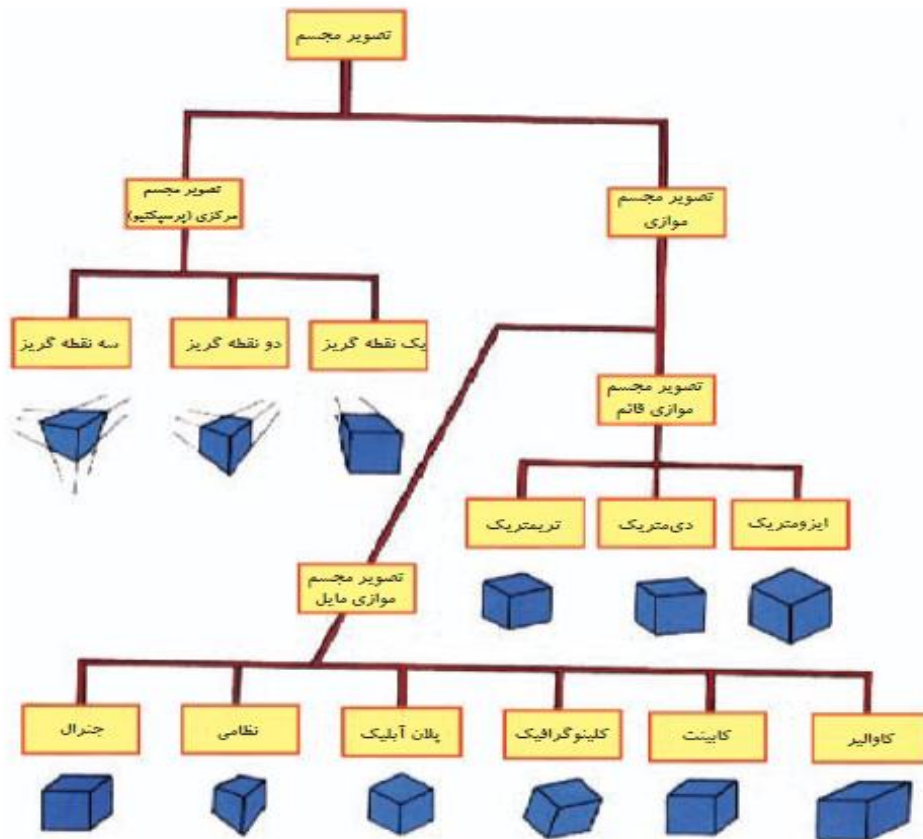 تصویر مجسم
تصویر مجسم
مرکزی (پرسپکتیو)
تصویر مجسم
موازی
یک نقطه گریز
دو نقطه گریز
سه نقطه گریز
تصویر مجسم
موازی قائم
ایزومتریک
دی‌متریک
تریمتریک
تصویر مجسم
موازی مایل
کاوالیر
کابینت
کلینوگرافیک
پلان آبلیک
نظامی
جنرال